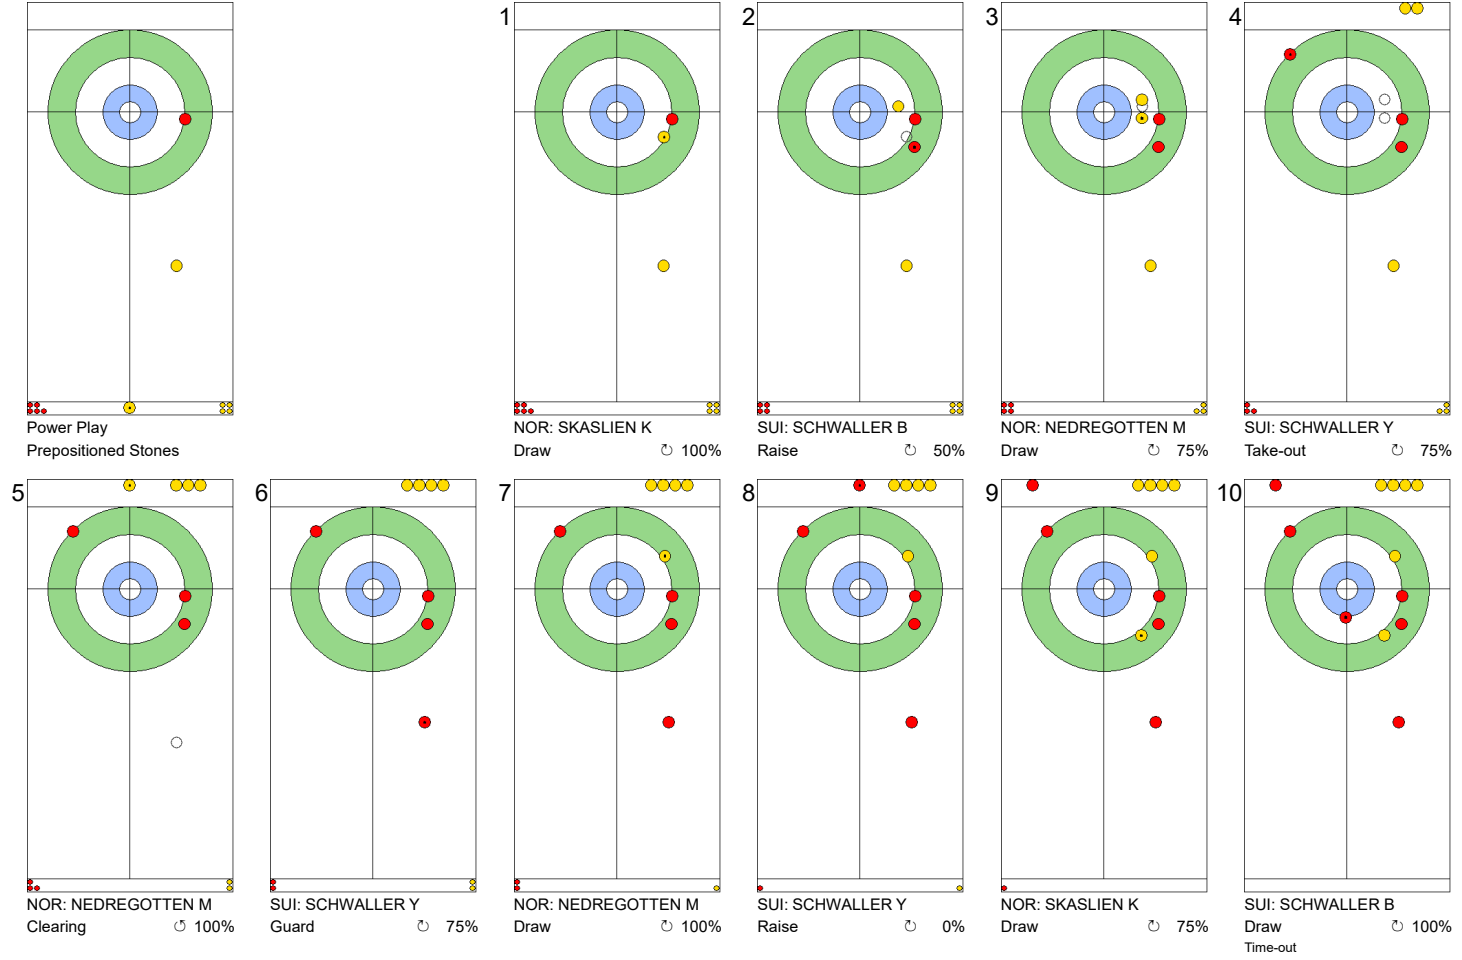 1
2
3
4
Power Play
Prepositioned Stones
NOR: SKASLIEN K
Draw 100%
SUI: SCHWALLER B
Raise 50%
NOR: NEDREGOTTEN M
Draw 75%
SUI: SCHWALLER Y
Take-out 75%
5
6
7
8
9
10
NOR: NEDREGOTTEN M
Clearing 100%
SUI: SCHWALLER Y
Guard 75%
NOR: NEDREGOTTEN M
Draw 100%
SUI: SCHWALLER Y
Raise 0%
NOR: SKASLIEN K
Draw 75%
SUI: SCHWALLER B
Draw 100%
Time-out